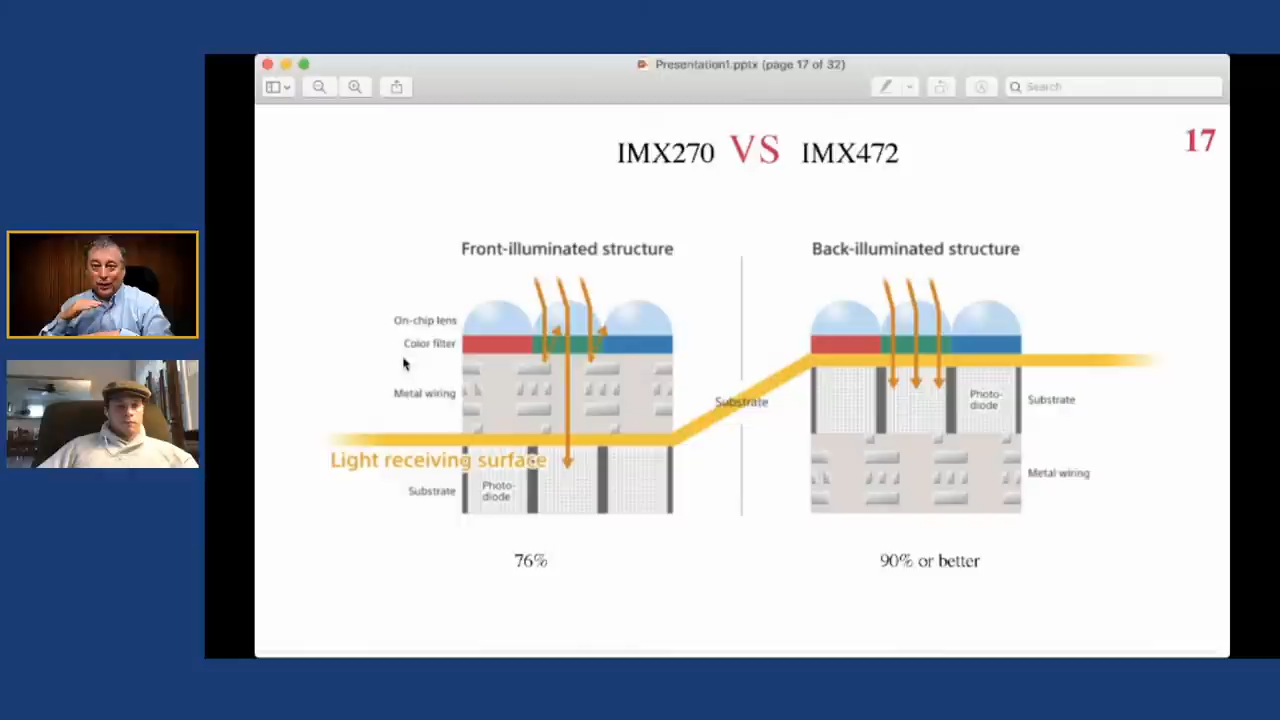 Presentation1.pptx (page 17 of 32)
Search
17
IMX270 VS IMX472
Front-illuminated structure
Back-illuminated structure
On-chip lens
Color filter
Metal wiring
Light receiving surface
Substrate
Photo-
diode
Substrate
Photo-
diode
Substrate
Metal wiring
76%
90% or better